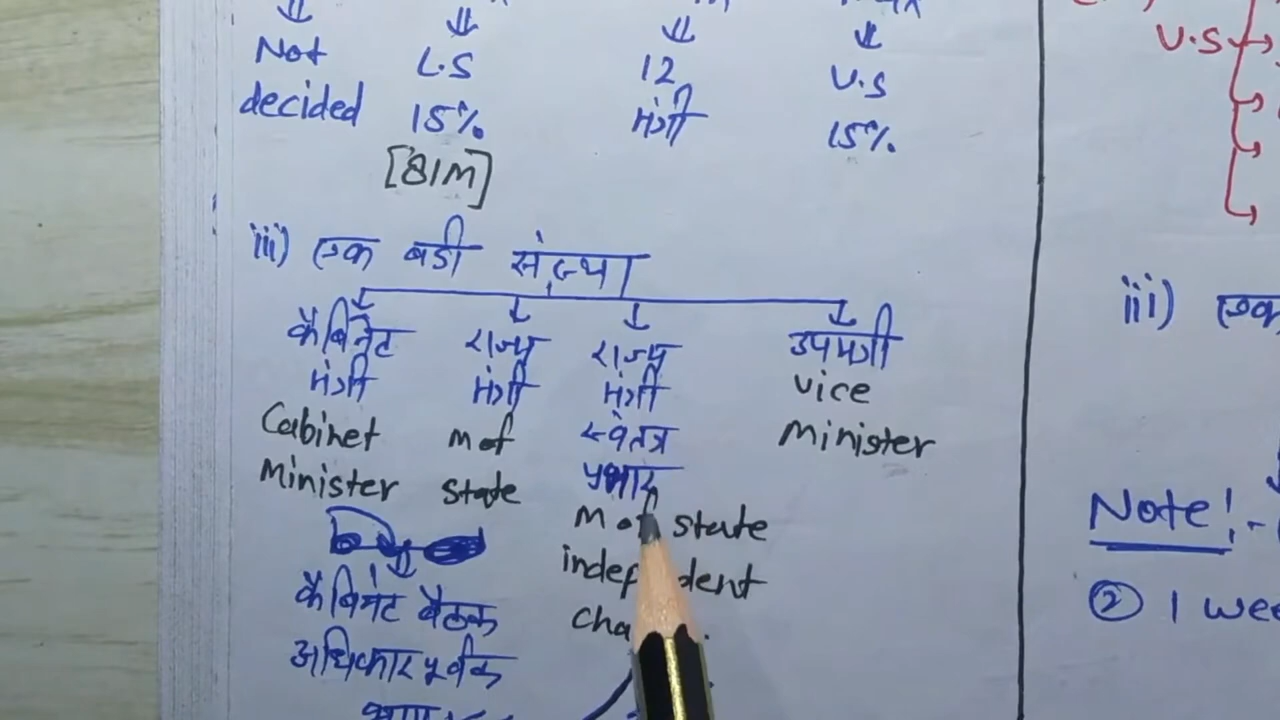 Not decided
L.S
15%
[81M]
12
मंत्री
V.S
15%
iii) एक बडी संस्था
कैबिनेट
मंत्री
Cabinet
Minister
राज्य
मंत्री
M of
State
राज्य
मंत्री
स्वतंत्र
प्रभार
M of state
independent
उपमंत्री
Vice
Minister
कैबिनेट बैठक
अधिकार पूर्वक
V.S
iii) एक
Note:-
② 1 wee